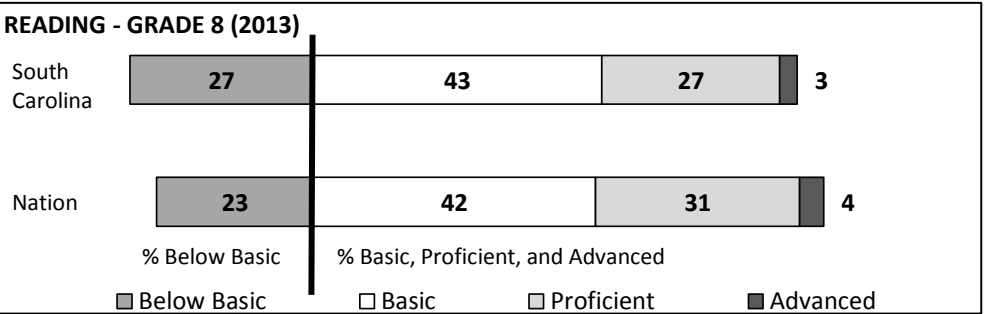 READING - GRADE 8 (2013)
South
Carolina
27 43 27 3
Nation
23 42 31 4
% Below Basic % Basic, Proficient, and Advanced
Below Basic Basic Proficient Advanced